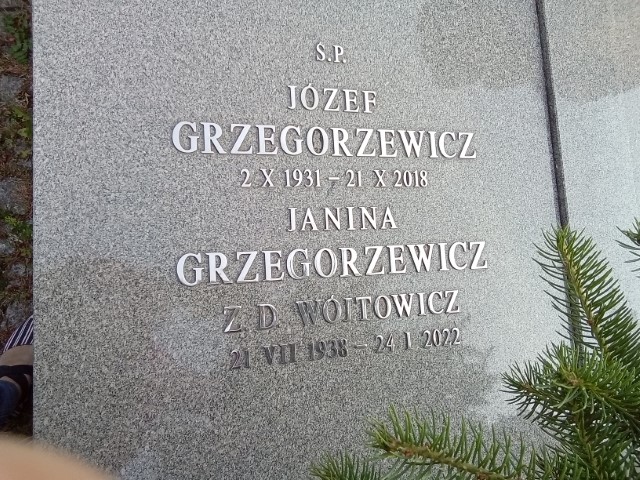 S.P.
JÓZEF
GRZEGORZEWICZ
2 X 1931 – 21 X 2018
JANINA
GRZEGORZEWICZ
Z D. WÓJTOWICZ
21 VII 1938 – 24 I 2022